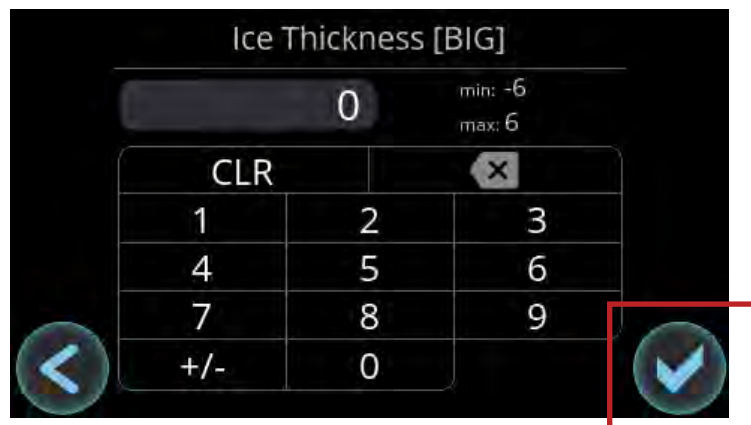 Ice Thickness [BIG]
0
min: -6
max: 6
CLR
1 2 3
4 5 6
7 8 9
+/- 0